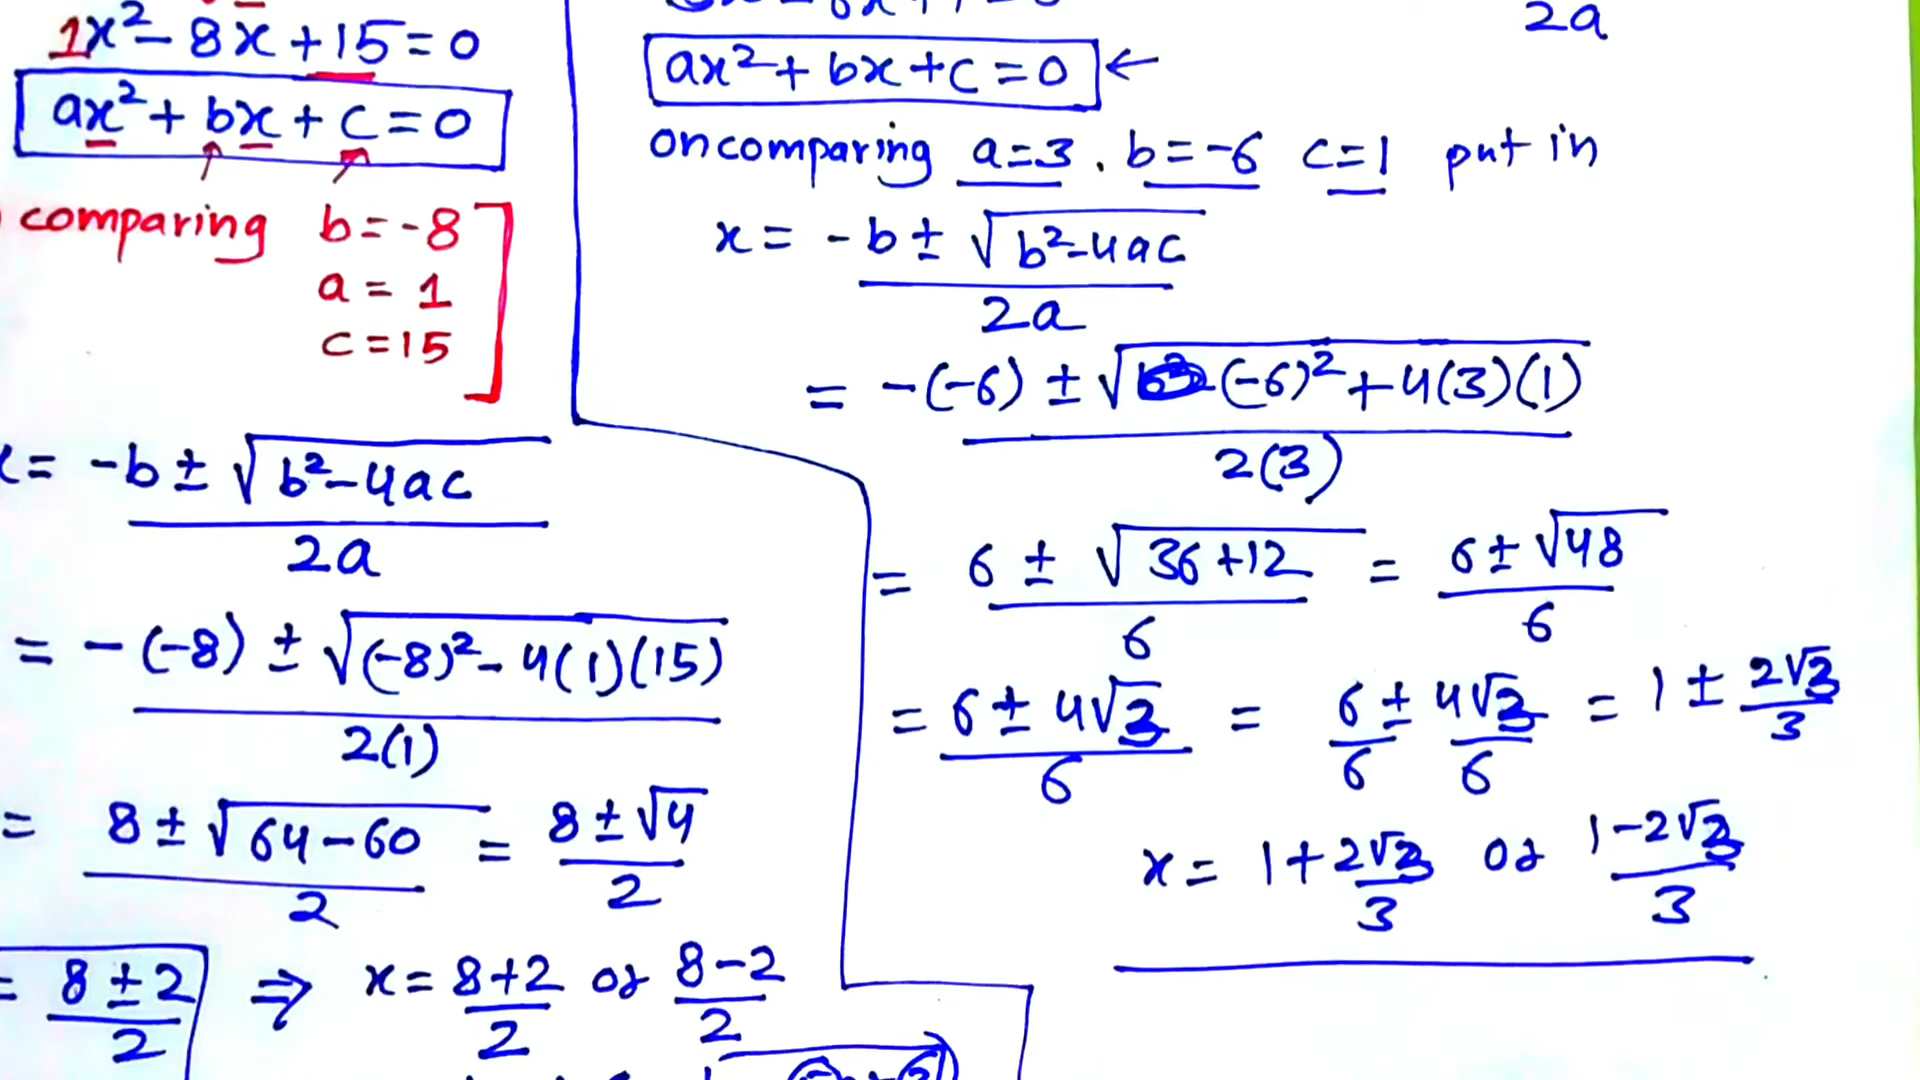 1x² - 8x + 15 = 0
ax² + bx + c = 0
comparing b = -8
a = 1
c = 15
x = -b ± √b²-4ac
2a
= -(-8) ± √(-8)² - 4(1)(15)
2(1)
= 8 ± √64-60 = 8 ± √4
2 2
= 8 ± 2 ⇒ x = 8+2 or 8-2
2 2 2
2a
ax² + bx + c = 0 ←
on comparing a=3 . b=-6 c=1 put in
x = -b ± √b²-4ac
2a
= -(-6) ± √(-6)² + 4(3)(1)
2(3)
= 6 ± √36+12 = 6 ± √48
6 6
= 6 ± 4√3 = 6 ± 4√3 = 1 ± 2√3
6 6 6 3
x = 1 + 2√3 or 1 - 2√3
3 3